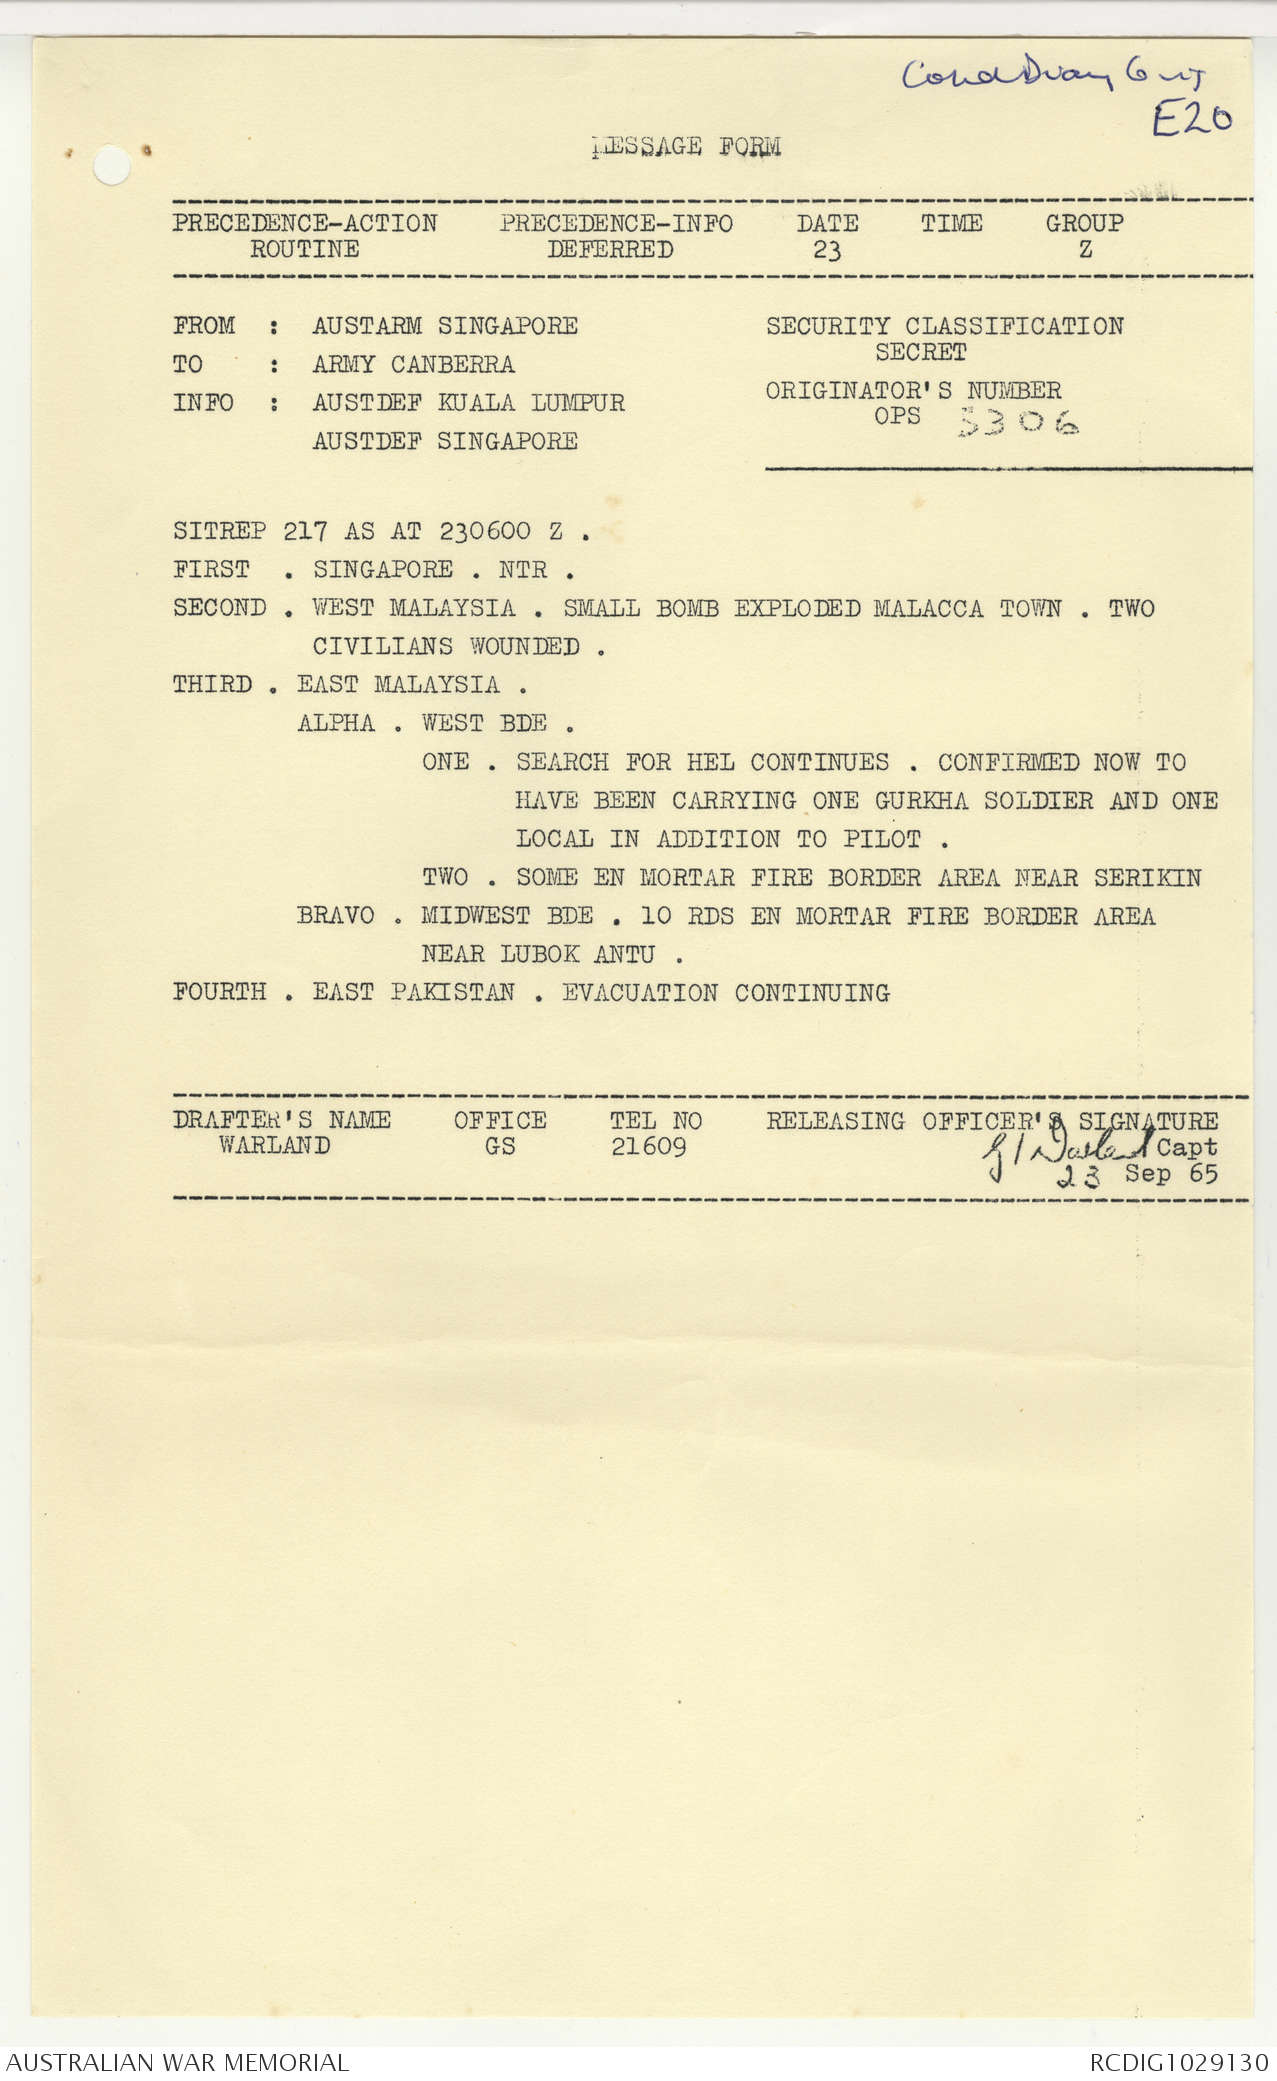 E20
MESSAGE FORM
PRECEDENCE-ACTION PRECEDENCE-INFO DATE TIME GROUP
ROUTINE DEFERRED 23 Z
FROM : AUSTARM SINGAPORE
TO : ARMY CANBERRA
INFO : AUSTDEF KUALA LUMPUR
AUSTDEF SINGAPORE
SECURITY CLASSIFICATION
SECRET
ORIGINATOR'S NUMBER
OPS 5306
SITREP 217 AS AT 230600 Z .
FIRST . SINGAPORE . NTR .
SECOND . WEST MALAYSIA . SMALL BOMB EXPLODED MALACCA TOWN . TWO
CIVILIANS WOUNDED .
THIRD . EAST MALAYSIA .
ALPHA . WEST BDE .
ONE . SEARCH FOR HEL CONTINUES . CONFIRMED NOW TO
HAVE BEEN CARRYING ONE GURKHA SOLDIER AND ONE
LOCAL IN ADDITION TO PILOT .
TWO . SOME EN MORTAR FIRE BORDER AREA NEAR SERIKIN
BRAVO . MIDWEST BDE . 10 RDS EN MORTAR FIRE BORDER AREA
NEAR LUBOK ANTU .
FOURTH . EAST PAKISTAN . EVACUATION CONTINUING
DRAFTER'S NAME OFFICE TEL NO RELEASING OFFICER'S SIGNATURE
WARLAND GS 21609 Capt
23 Sep 65
AUSTRALIAN WAR MEMORIAL RCDIG1029130